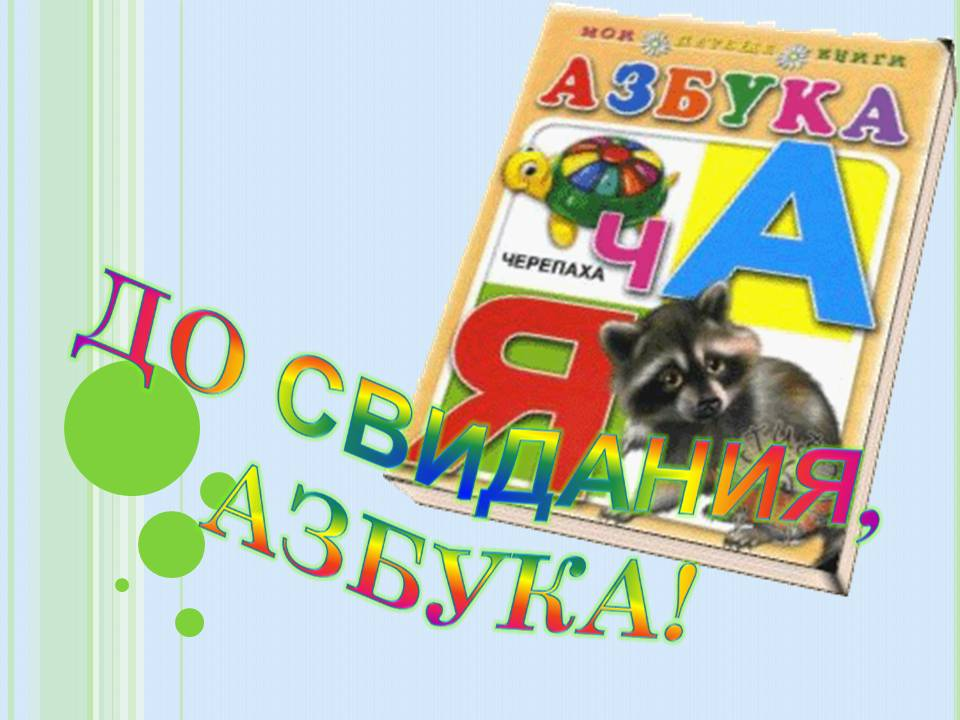 МОИ ПЕРВЫЕ КНИГИ
АЗБУКА
А
Ч
ЧЕРЕПАХА
Я
ДО СВИДАНИЯ,
АЗБУКА!